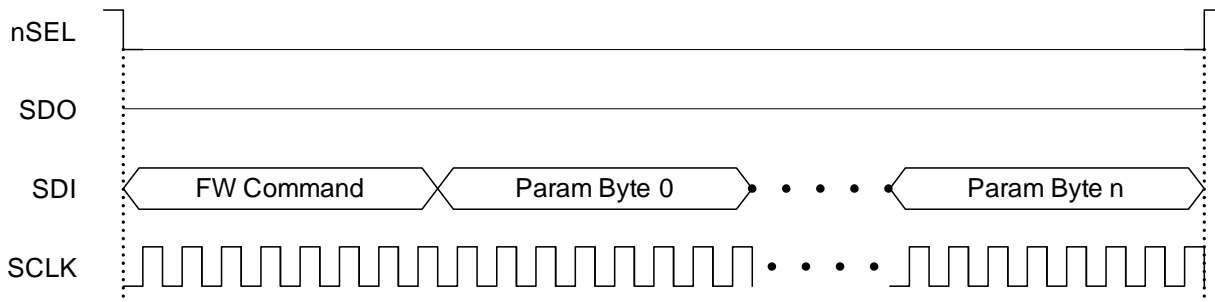 nSEL
SDO
SDI FW Command Param Byte 0 Param Byte n
SCLK